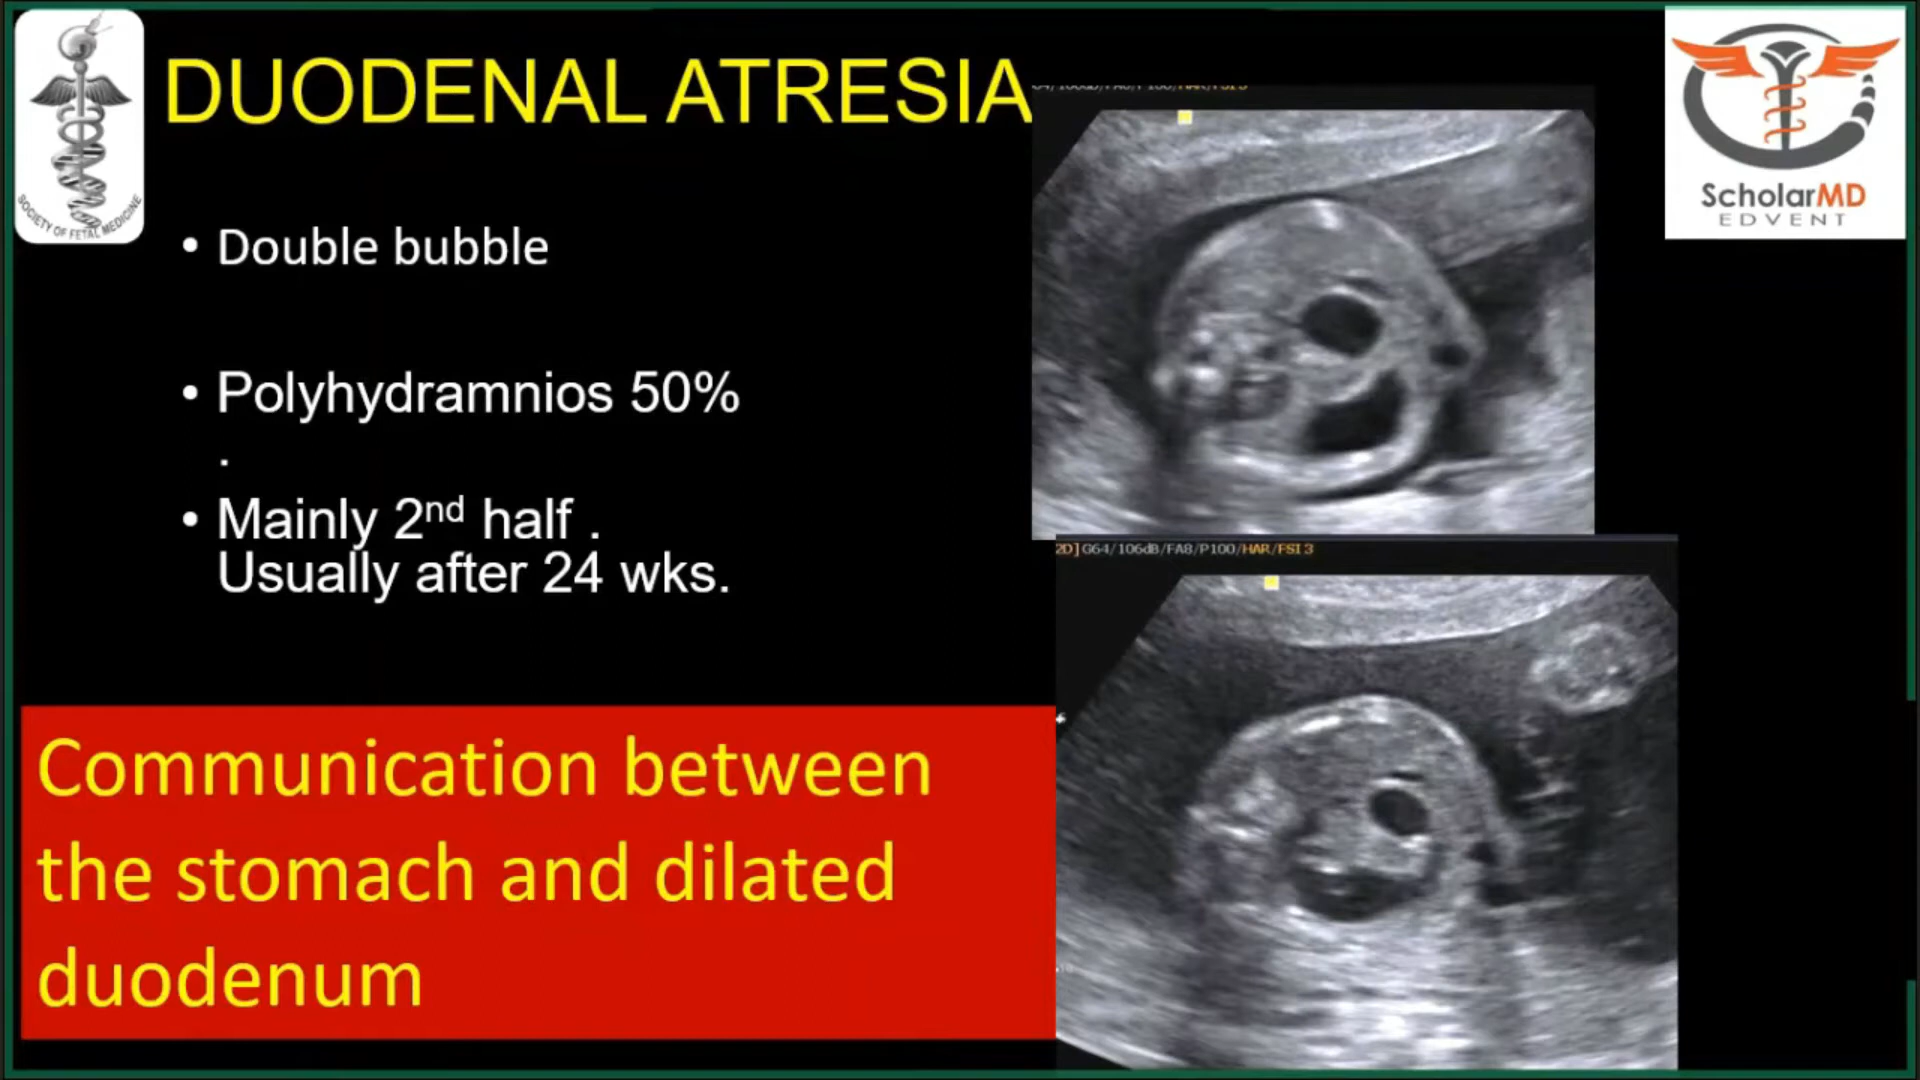 SOCIETY OF FETAL MEDICINE
DUODENAL ATRESIA
ScholarMD
EDVENT
• Double bubble
• Polyhydramnios 50%
.
• Mainly 2nd half .
Usually after 24 wks.
2D] G64/106dB/FA8/P100/HAR/FSI 3
Communication between
the stomach and dilated
duodenum